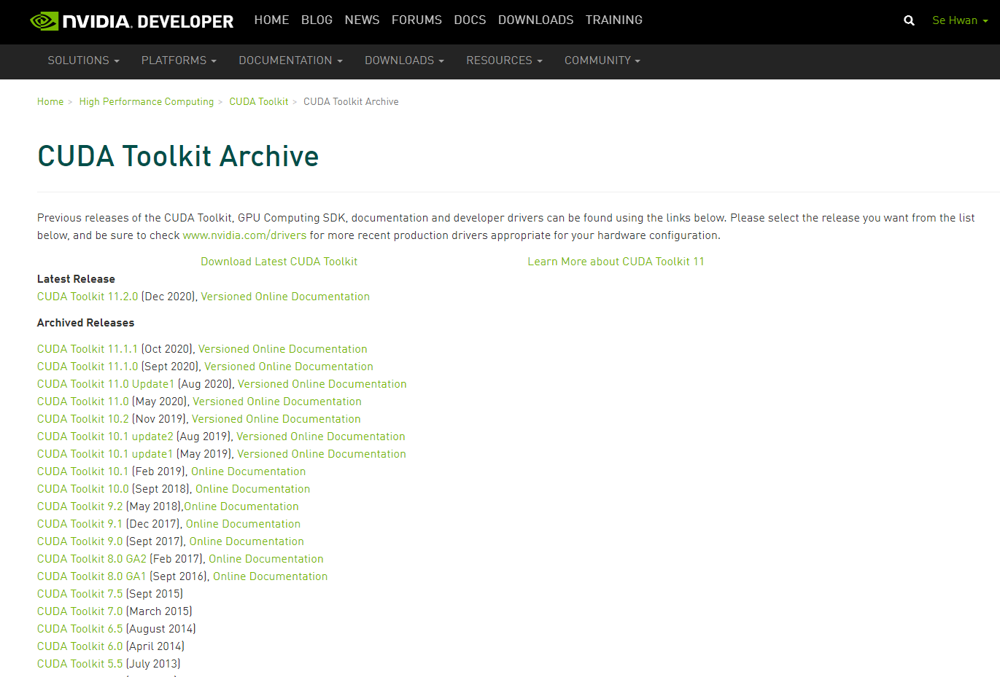 NVIDIA. DEVELOPER HOME BLOG NEWS FORUMS DOCS DOWNLOADS TRAINING Se Hwan
SOLUTIONS PLATFORMS DOCUMENTATION DOWNLOADS RESOURCES COMMUNITY
Home > High Performance Computing > CUDA Toolkit > CUDA Toolkit Archive
CUDA Toolkit Archive
Previous releases of the CUDA Toolkit, GPU Computing SDK, documentation and developer drivers can be found using the links below. Please select the release you want from the list
below, and be sure to check www.nvidia.com/drivers for more recent production drivers appropriate for your hardware configuration.
Download Latest CUDA Toolkit Learn More about CUDA Toolkit 11
Latest Release
CUDA Toolkit 11.2.0 (Dec 2020), Versioned Online Documentation
Archived Releases
CUDA Toolkit 11.1.1 (Oct 2020), Versioned Online Documentation
CUDA Toolkit 11.1.0 (Sept 2020), Versioned Online Documentation
CUDA Toolkit 11.0 Update1 (Aug 2020), Versioned Online Documentation
CUDA Toolkit 11.0 (May 2020), Versioned Online Documentation
CUDA Toolkit 10.2 (Nov 2019), Versioned Online Documentation
CUDA Toolkit 10.1 update2 (Aug 2019), Versioned Online Documentation
CUDA Toolkit 10.1 update1 (May 2019), Versioned Online Documentation
CUDA Toolkit 10.1 (Feb 2019), Online Documentation
CUDA Toolkit 10.0 (Sept 2018), Online Documentation
CUDA Toolkit 9.2 (May 2018),Online Documentation
CUDA Toolkit 9.1 (Dec 2017), Online Documentation
CUDA Toolkit 9.0 (Sept 2017), Online Documentation
CUDA Toolkit 8.0 GA2 (Feb 2017), Online Documentation
CUDA Toolkit 8.0 GA1 (Sept 2016), Online Documentation
CUDA Toolkit 7.5 (Sept 2015)
CUDA Toolkit 7.0 (March 2015)
CUDA Toolkit 6.5 (August 2014)
CUDA Toolkit 6.0 (April 2014)
CUDA Toolkit 5.5 (July 2013)